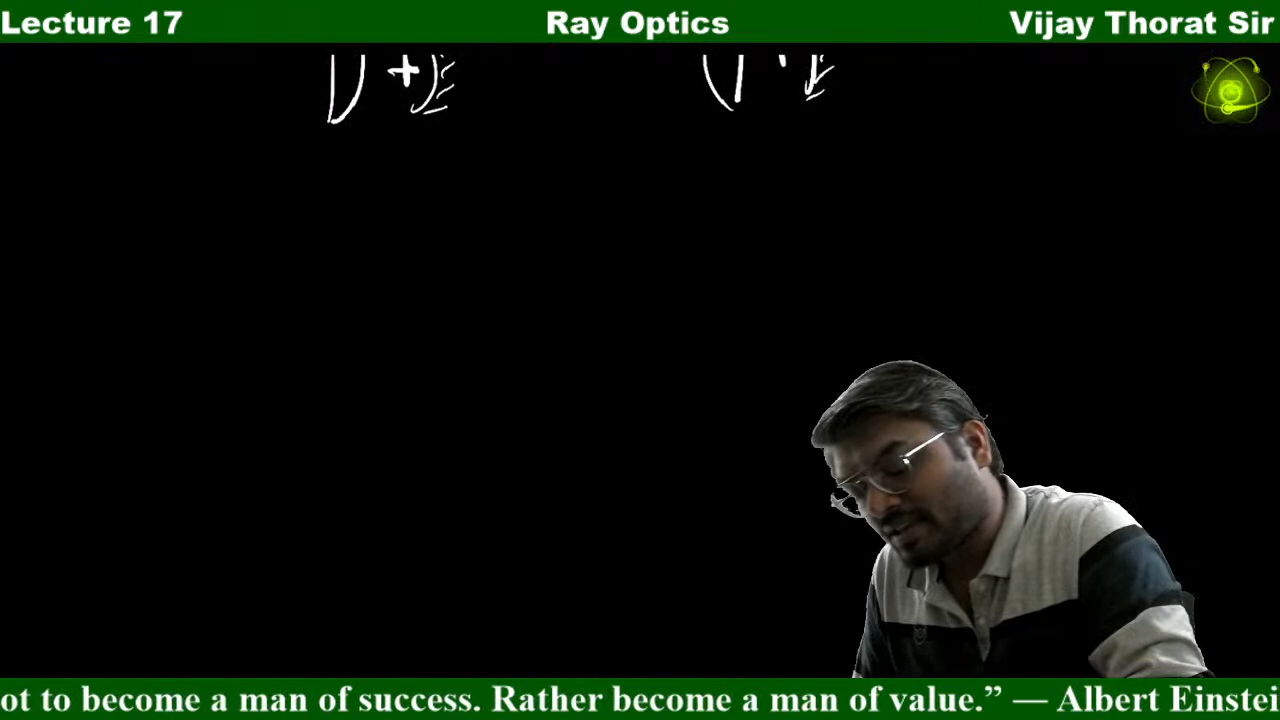 Lecture 17 Ray Optics Vijay Thorat Sir
+
ot to become a man of success. Rather become a man of value.” — Albert Einstei